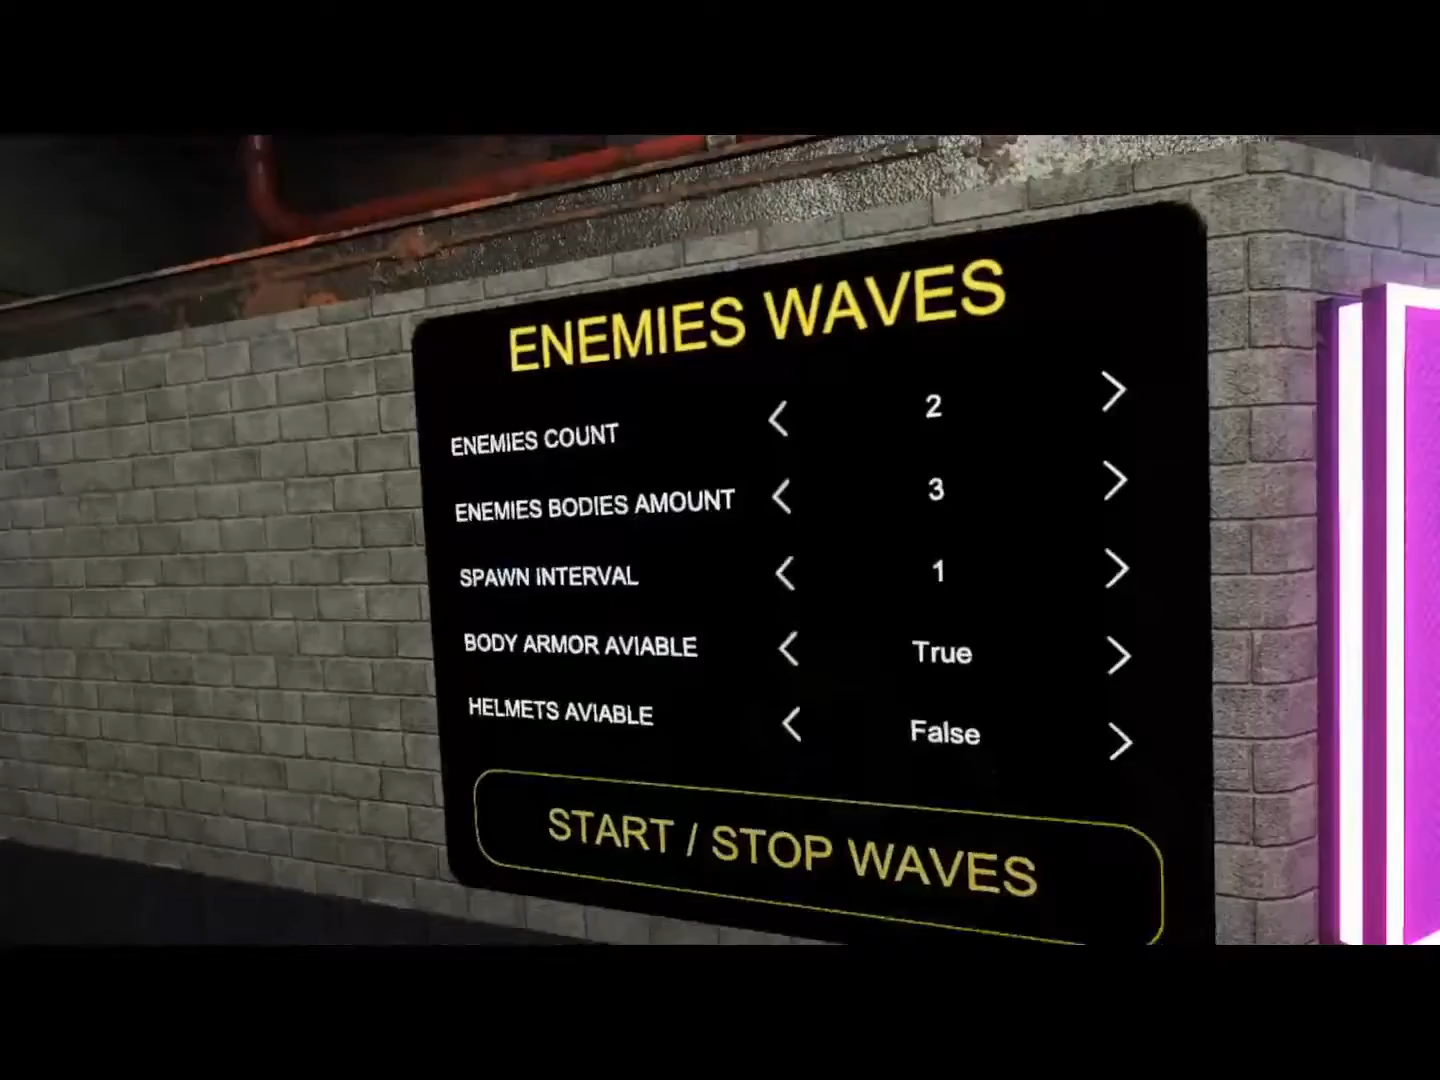 ENEMIES WAVES
ENEMIES COUNT < 2 >
ENEMIES BODIES AMOUNT < 3 >
SPAWN INTERVAL < 1 >
BODY ARMOR AVIABLE < True >
HELMETS AVIABLE < False >
START / STOP WAVES